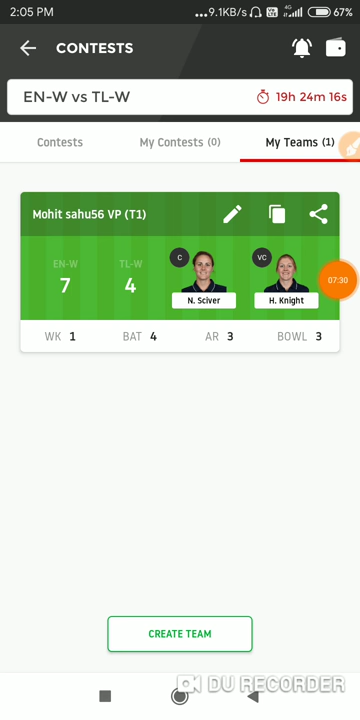 2:05 PM ...9.1KB/s 4G 67%
CONTESTS
EN-W vs TL-W 19h 24m 16s
Contests My Contests (0) My Teams (1)
Mohit sahu56 VP (T1)
EN-W TL-W C VC
7 4 07:30
N. Sciver H. Knight
WK 1 BAT 4 AR 3 BOWL 3
CREATE TEAM
DU RECORDER